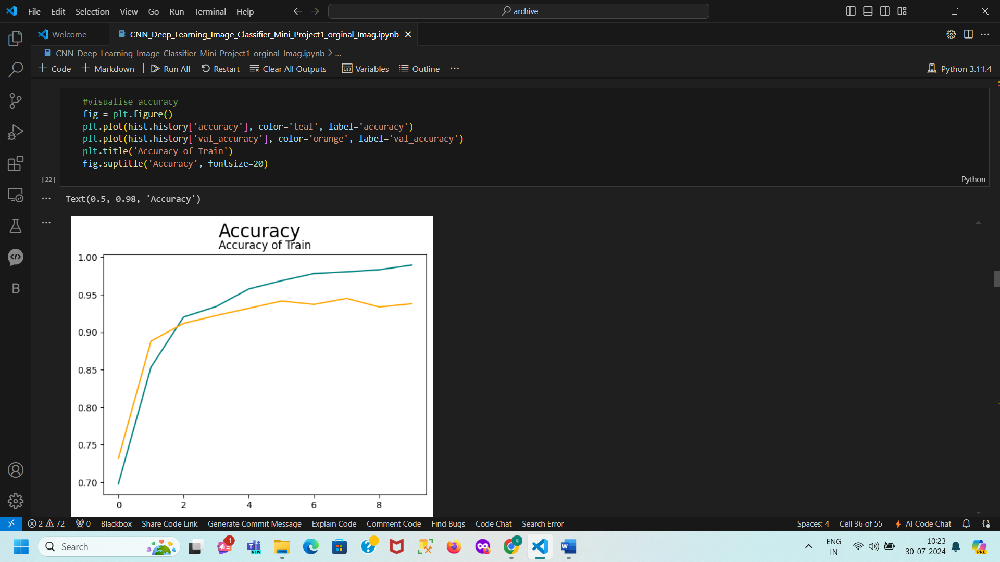 File Edit Selection View Go Run Terminal Help
archive
Welcome
CNN_Deep_Learning_Image_Classifier_Mini_Project1_orginal_Imag.ipynb
CNN_Deep_Learning_Image_Classifier_Mini_Project1_orginal_Imag.ipynb > ...
+ Code + Markdown | Run All Restart Clear All Outputs | Variables Outline ...
Python 3.11.4
#visualise accuracy
fig = plt.figure()
plt.plot(hist.history['accuracy'], color='teal', label='accuracy')
plt.plot(hist.history['val_accuracy'], color='orange', label='val_accuracy')
plt.title('Accuracy of Train')
fig.suptitle('Accuracy', fontsize=20)
[22]
Python
... Text(0.5, 0.98, 'Accuracy')
...
Accuracy
Accuracy of Train
1.00
0.95
0.90
0.85
0.80
0.75
0.70
0 2 4 6 8
B
2 72 0 Blackbox Share Code Link Generate Commit Message Explain Code Comment Code Find Bugs Code Chat Search Error
Spaces: 4 Cell 36 of 55 AI Code Chat
Search
1
NEW
S
ENG
IN
10:23
30-07-2024
PRE